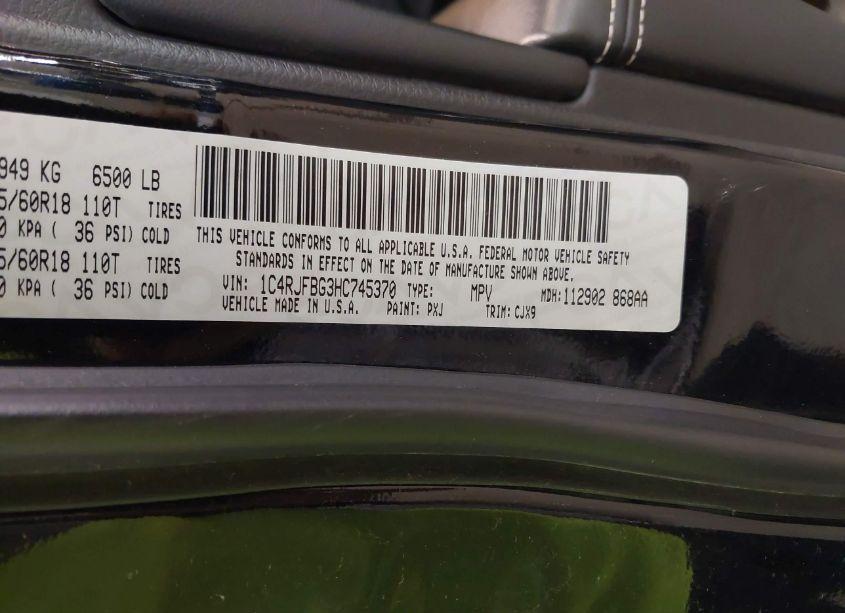 949 KG 6500 LB
5/60R18 110T TIRES
0 KPA ( 36 PSI) COLD
5/60R18 110T TIRES
0 KPA ( 36 PSI) COLD
THIS VEHICLE CONFORMS TO ALL APPLICABLE U.S.A. FEDERAL MOTOR VEHICLE SAFETY
STANDARDS IN EFFECT ON THE DATE OF MANUFACTURE SHOWN ABOVE.
VIN: 1C4RJFBG3HC745370 TYPE: MPV MDH:112902 868AA
VEHICLE MADE IN U.S.A. PAINT: PXJ TRIM: CJX9